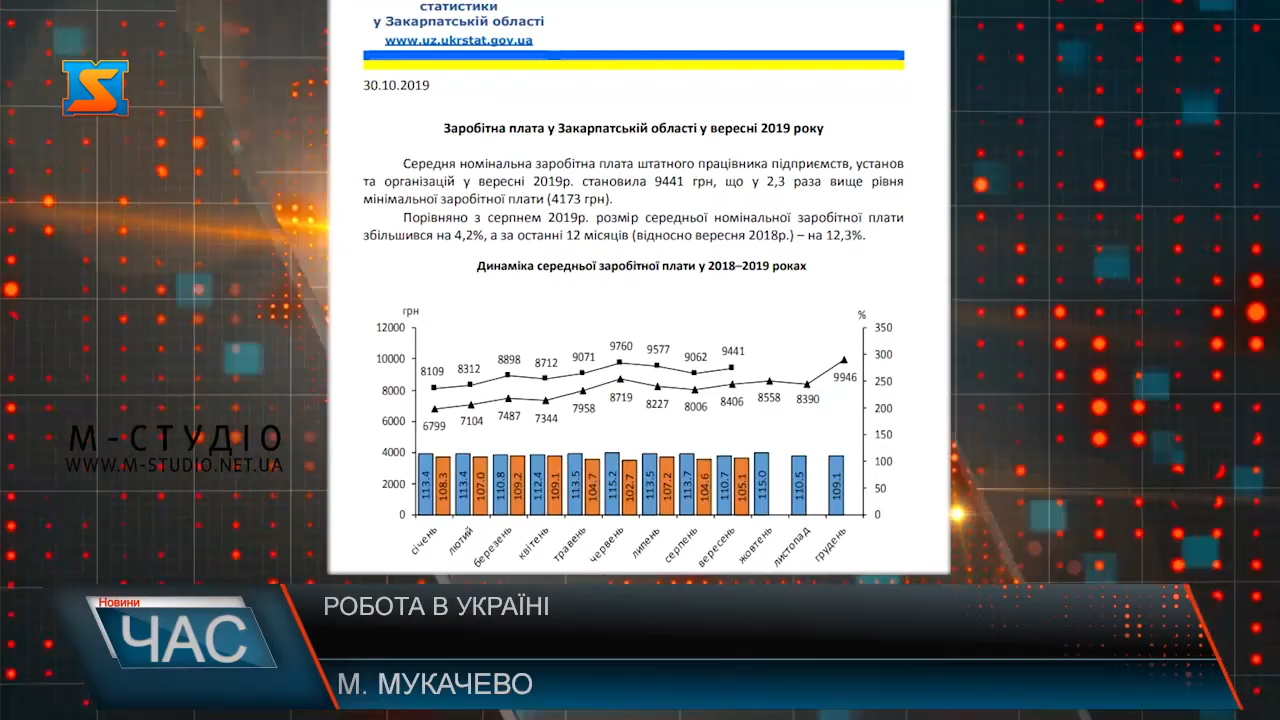 статистики
у Закарпатській області
www.uz.ukrstat.gov.ua
30.10.2019
Заробітна плата у Закарпатській області у вересні 2019 року
Середня номінальна заробітна плата штатного працівника підприємств, установ
та організацій у вересні 2019р. становила 9441 грн, що у 2,3 раза вище рівня
мінімальної заробітної плати (4173 грн).
Порівняно з серпнем 2019р. розмір середньої номінальної заробітної плати
збільшився на 4,2%, а за останні 12 місяців (відносно вересня 2018р.) – на 12,3%.
Динаміка середньої заробітної плати у 2018–2019 роках
грн %
12000 350
10000 300
8000 250
6000 200
4000 150
2000 100
0 50
0
8109 8312 8898 8712 9071 9760 9577 9062 9441
6799 7104 7487 7344 7958 8719 8227 8006 8406 8558 8390 9946
113.4 108.3 113.4 107.0 110.8 109.2 112.4 109.1 113.5 104.7 115.2 102.7 113.5 107.2 113.7 104.6 110.7 105.1 115.0 110.5 109.1
січень лютий березень квітень травень червень липень серпень вересень жовтень листопад грудень
М-СТУДІО
WWW.M-STUDIO.NET.UA
Новини
ЧАС
РОБОТА В УКРАЇНІ
М. МУКАЧЕВО